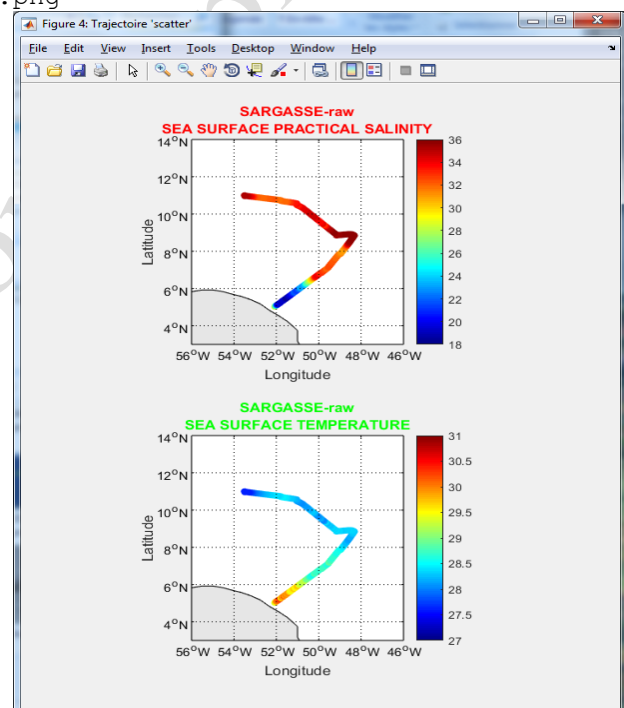 .png
Figure 4: Trajectoire 'scatter'
File Edit View Insert Tools Desktop Window Help
SARGASSE-raw
SEA SURFACE PRACTICAL SALINITY
14°N
12°N
10°N
8°N
6°N
4°N
Latitude
56°W 54°W 52°W 50°W 48°W 46°W
Longitude
36
34
32
30
28
26
24
22
20
18
SARGASSE-raw
SEA SURFACE TEMPERATURE
14°N
12°N
10°N
8°N
6°N
4°N
Latitude
56°W 54°W 52°W 50°W 48°W 46°W
Longitude
31
30.5
30
29.5
29
28.5
28
27.5
27